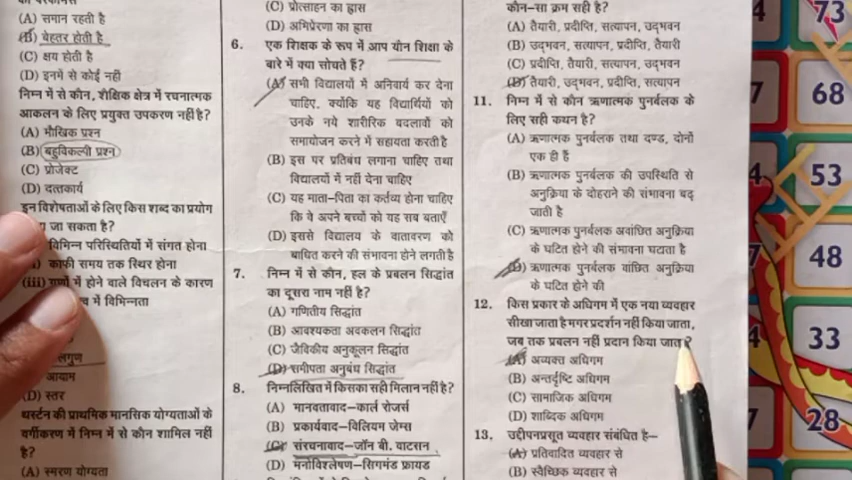 (A) समान रहती है
(B) बेहतर होती है
(C) क्षय होती है
(D) इनमें से कोई नहीं
निम्न में से कौन, शैक्षिक क्षेत्र में रचनात्मक
आकलन के लिए प्रयुक्त उपकरण नहीं है?
(A) मौखिक प्रश्न
(B) बहुविकल्पी प्रश्न
(C) प्रोजेक्ट
(D) दत्तकार्य
इन विशेषताओं के लिए किस शब्द का प्रयोग
जा सकता है?
विभिन्न परिस्थितियों में संगत होना
काफी समय तक स्थिर होना
(iii) में होने वाले विचलन के कारण
में विभिन्नता
लगुण
आयाम
(D) स्तर
थर्स्टन की प्राथमिक मानसिक योग्यताओं के
वर्गीकरण में निम्न में से कौन शामिल नहीं
है?
(A) स्मरण योग्यता
(C) प्रोत्साहन का ह्रास
(D) अभिप्रेरणा का ह्रास
6. एक शिक्षक के रूप में आप यौन शिक्षा के
बारे में क्या सोचते हैं?
(A) सभी विद्यालयों में अनिवार्य कर देना
चाहिए, क्योंकि यह विद्यार्थियों को
उनके नये शारीरिक बदलावों को
समायोजन करने में सहायता करती है
(B) इस पर प्रतिबंध लगाना चाहिए तथा
विद्यालयों में नहीं देना चाहिए
(C) यह माता-पिता का कर्तव्य होना चाहिए
कि वे अपने बच्चों को यह सब बताएँ
(D) इससे विद्यालय के वातावरण को
बाधित करने की संभावना होने लगती है
7. निम्न में से कौन, हल के प्रबलन सिद्धांत
का दूसरा नाम नहीं है?
(A) गणितीय सिद्धांत
(B) आवश्यकता अवकलन सिद्धांत
(C) जैविकीय अनुकूलन सिद्धांत
(D) समीपता अनुबंध सिद्धांत
8. निम्नलिखित में किसका सही मिलान नहीं है?
(A) मानवतावाद–कार्ल रोजर्स
(B) प्रकार्यवाद–विलियम जेम्स
(C) संरचनावाद–जॉन बी. वाटसन
(D) मनोविश्लेषण–सिगमंड फ्रायड
कौन-सा क्रम सही है?
(A) तैयारी, प्रदीप्ति, सत्यापन, उद्‌भवन
(B) उद्‌भवन, सत्यापन, प्रदीप्ति, तैयारी
(C) प्रदीप्ति, तैयारी, उद्‌भवन, सत्यापन
(D) तैयारी, उद्‌भवन, प्रदीप्ति, सत्यापन
11. निम्न में से कौन ऋणात्मक पुनर्बलक के
लिए सही कथन है?
(A) ऋणात्मक पुनर्बलक तथा दण्ड, दोनों
एक ही हैं
(B) ऋणात्मक पुनर्बलक की उपस्थिति से
अनुक्रिया के दोहराने की संभावना बढ़
जाती है
(C) ऋणात्मक पुनर्बलक अवांछित अनुक्रिया
के घटित होने की संभावना घटाता है
(D) ऋणात्मक पुनर्बलक वांछित अनुक्रिया
के घटित होने की
12. किस प्रकार के अधिगम में एक नया व्यवहार
सीखा जाता है मगर प्रदर्शन नहीं किया जाता,
जब तक प्रबलन नहीं प्रदान किया जाता?
(A) अव्यक्त अधिगम
(B) अन्तर्दृष्टि अधिगम
(C) सामाजिक अधिगम
(D) शाब्दिक अधिगम
13. उद्दीपनप्रसूत व्यवहार संबंधित है–
(A) प्रतिवादित व्यवहार से
(B) स्वैच्छिक व्यवहार से
4 73
7 68
4 53
7 48
4 33
7 28